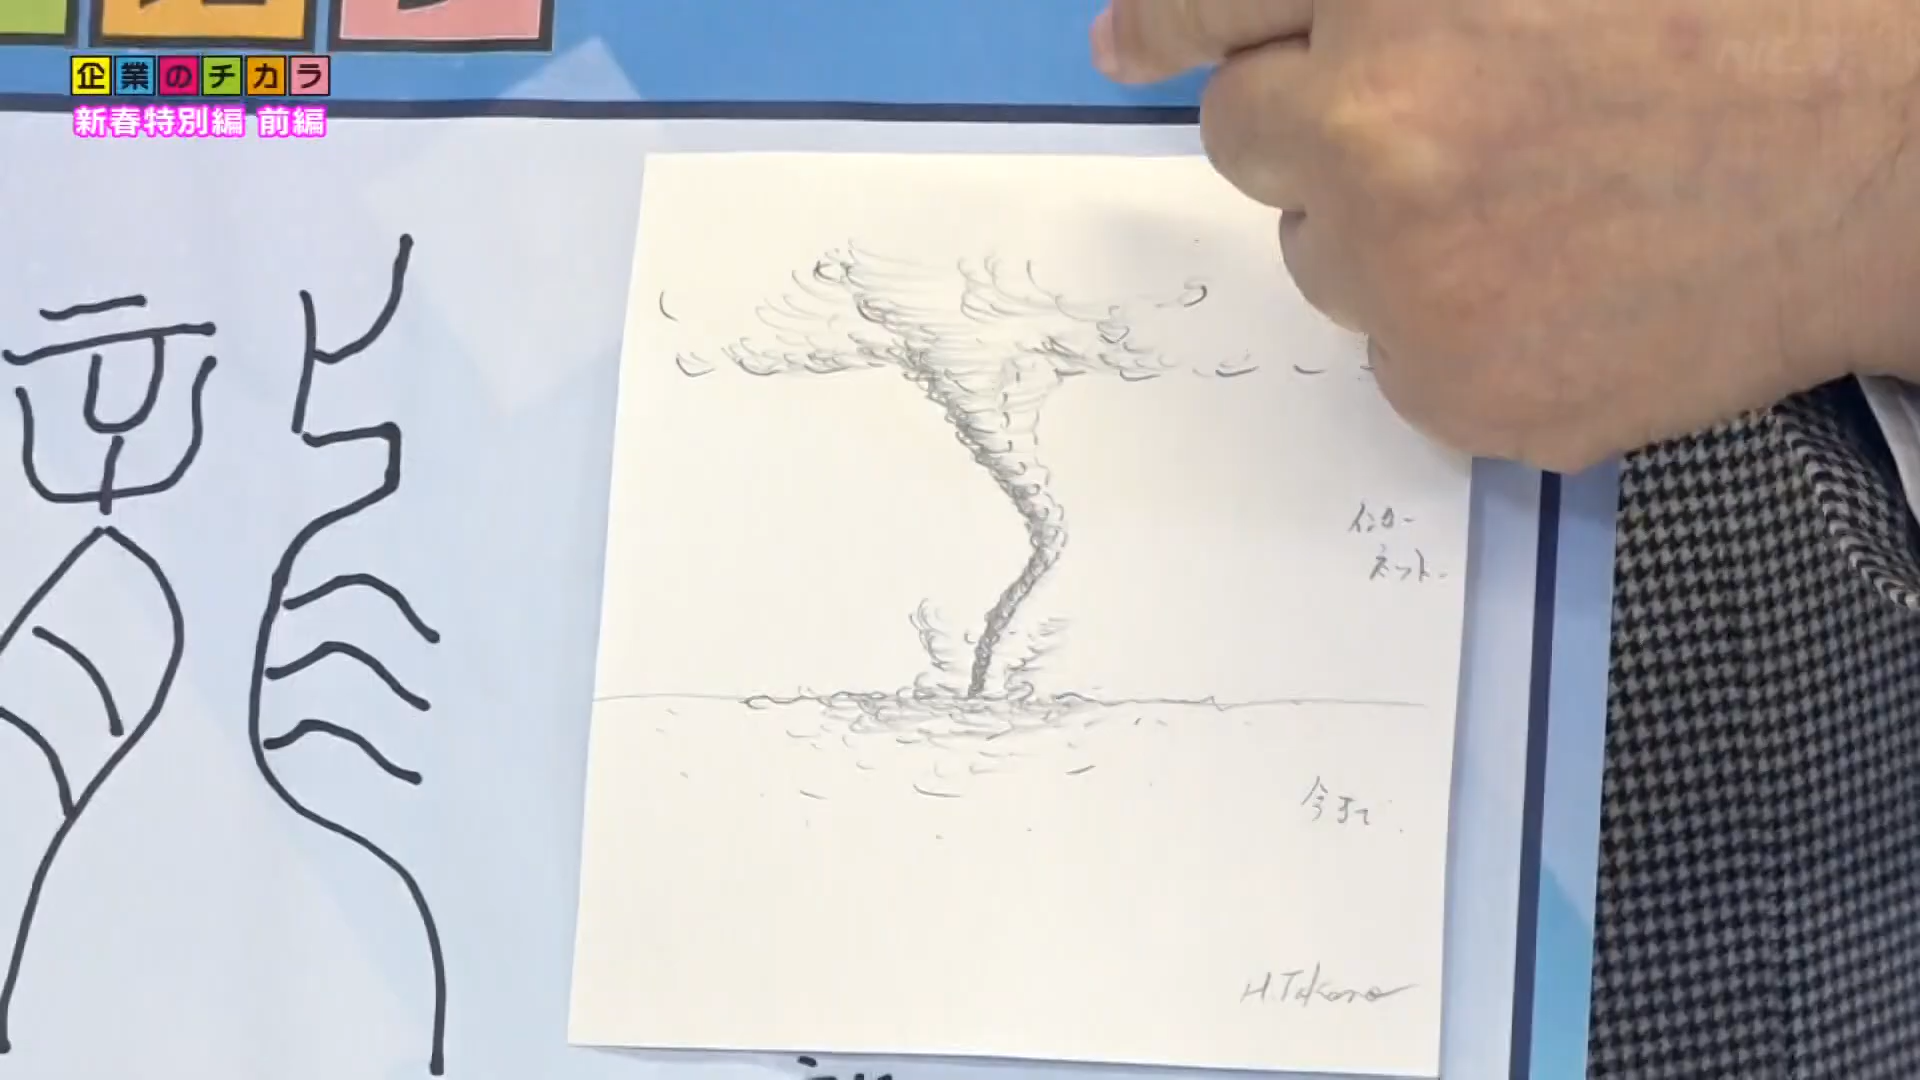 企業のチカラ
新春特別編 前編
インター
ネット
今まで
H.Takano